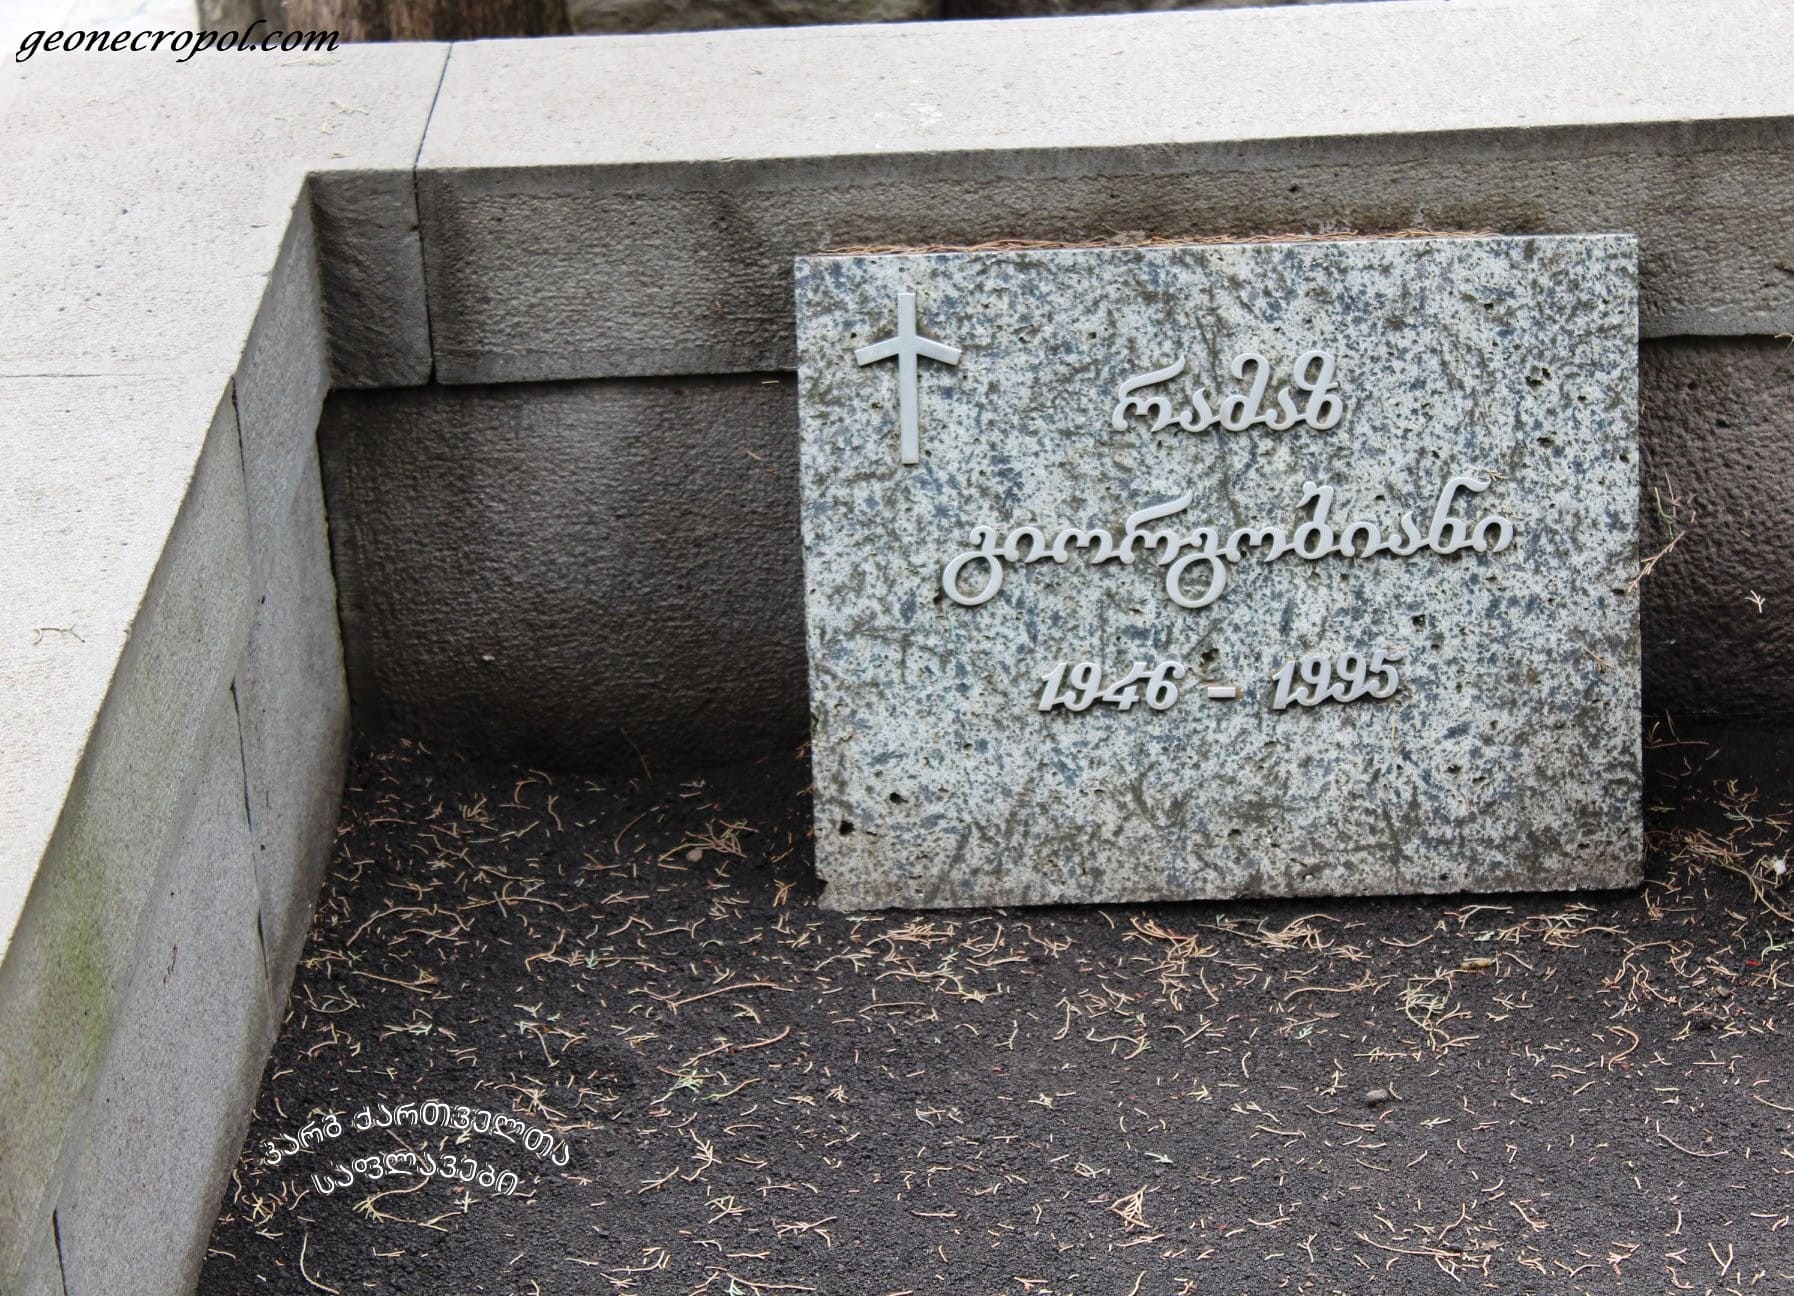 geonecropol.com
რამაზ
გიორგობიანი
1946 - 1995
კარგ ქართველთა
საფლავები